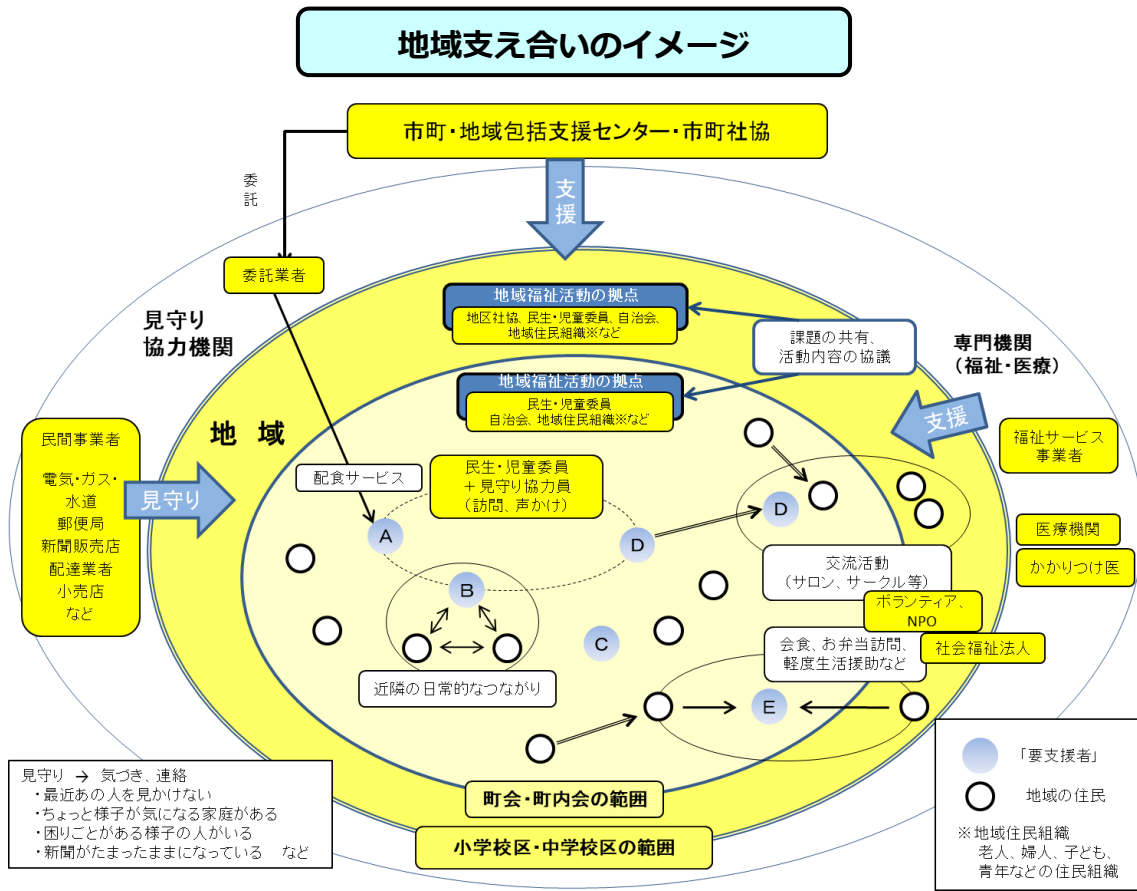 地域支え合いのイメージ
市町・地域包括支援センター・市町社協
委
託
支
援
委託業者
見守り
協力機関
地域福祉活動の拠点
地区社協、民生・児童委員、自治会、
地域住民組織※など
課題の共有、
活動内容の協議
専門機関
（福祉・医療）
地域福祉活動の拠点
民生・児童委員
自治会、地域住民組織※など
支援
民間事業者
電気・ガス・
水道
郵便局
新聞販売店
配達業者
小売店
など
見守り
地 域
福祉サービス
事業者
配食サービス
民生・児童委員
＋見守り協力員
（訪問、声かけ）
A
D
D
医療機関
かかりつけ医
交流活動
（サロン、サークル等）
ボランティア、
NPO
B
C
会食、お弁当訪問、
軽度生活援助など
社会福祉法人
近隣の日常的なつながり
E
町会・町内会の範囲
小学校区・中学校区の範囲
見守り → 気づき、連絡
・最近あの人を見かけない
・ちょっと様子が気になる家庭がある
・困りごとがある様子の人がいる
・新聞がたまったままになっている など
「要支援者」
地域の住民
※地域住民組織
老人、婦人、子ども、
青年などの住民組織